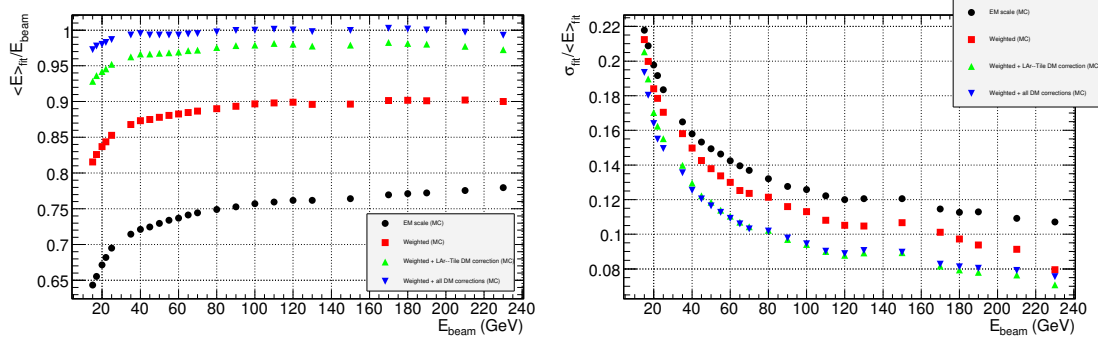 <E>fit/Ebeam
1
0.95
0.9
0.85
0.8
0.75
0.7
0.65
EM scale (MC)
Weighted (MC)
Weighted + LAr--Tile DM correction (MC)
Weighted + all DM corrections (MC)
20 40 60 80 100 120 140 160 180 200 220 240
Ebeam (GeV)
σfit/<E>fit
0.22
0.2
0.18
0.16
0.14
0.12
0.1
0.08
EM scale (MC)
Weighted (MC)
Weighted + LAr--Tile DM correction (MC)
Weighted + all DM corrections (MC)
20 40 60 80 100 120 140 160 180 200 220 240
Ebeam (GeV)